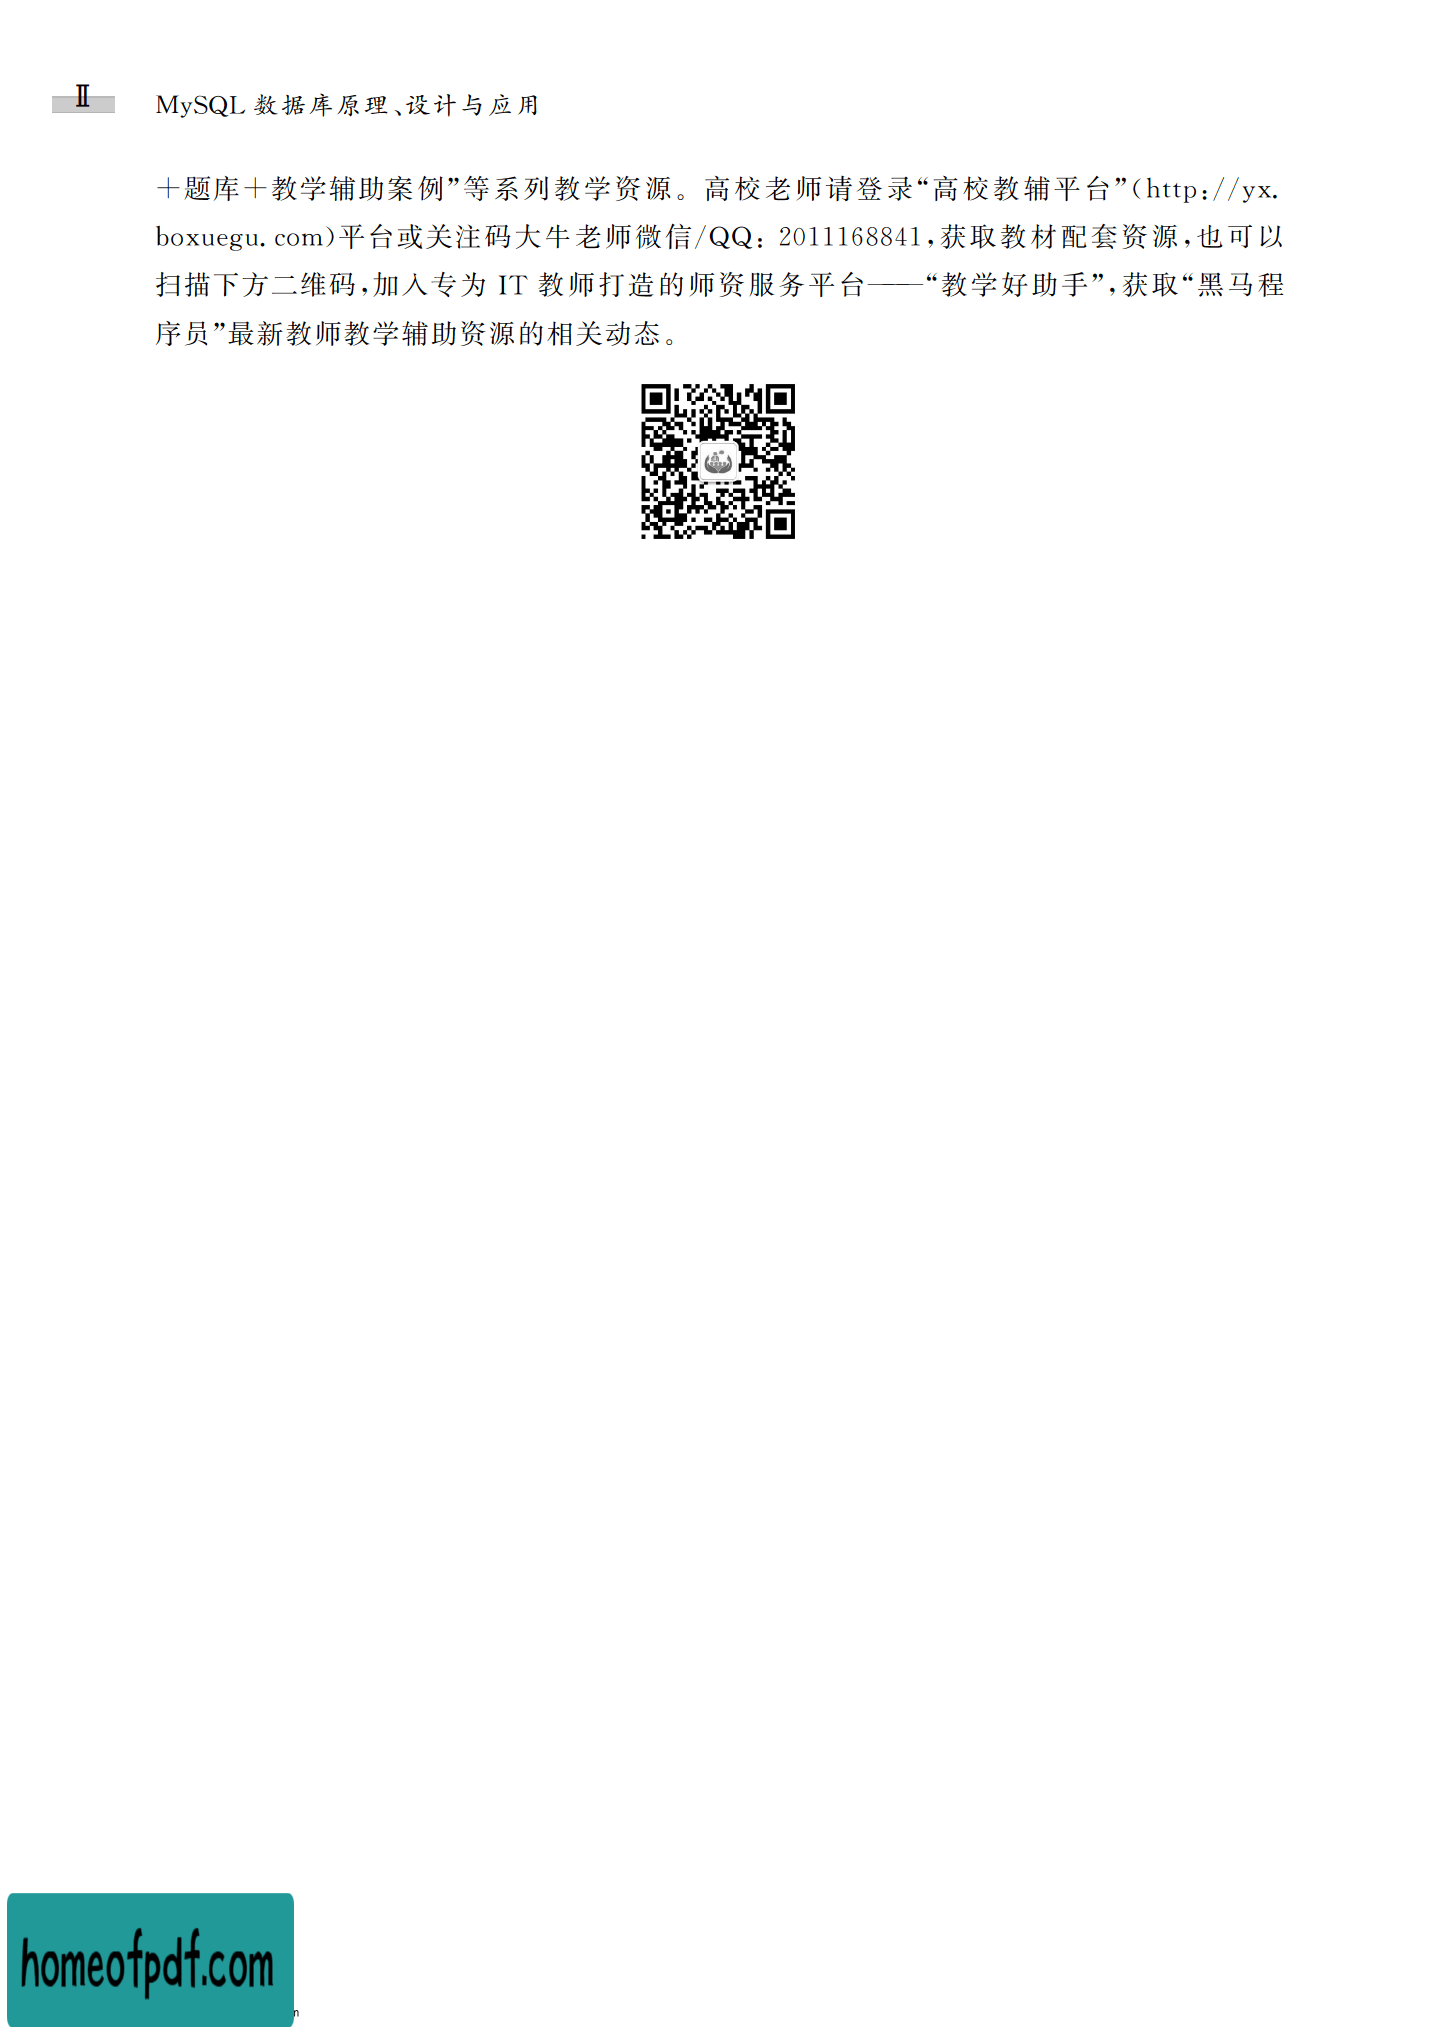 Ⅱ
MySQL 数据库原理、设计与应用
＋题库＋教学辅助案例”等系列教学资源。高校老师请登录“高校教辅平台”(http://yx.
boxuegu.com)平台或关注码大牛老师微信/QQ: 2011168841,获取教材配套资源,也可以
扫描下方二维码,加入专为 IT 教师打造的师资服务平台——“教学好助手”,获取“黑马程
序员”最新教师教学辅助资源的相关动态。
homeofpdf.com